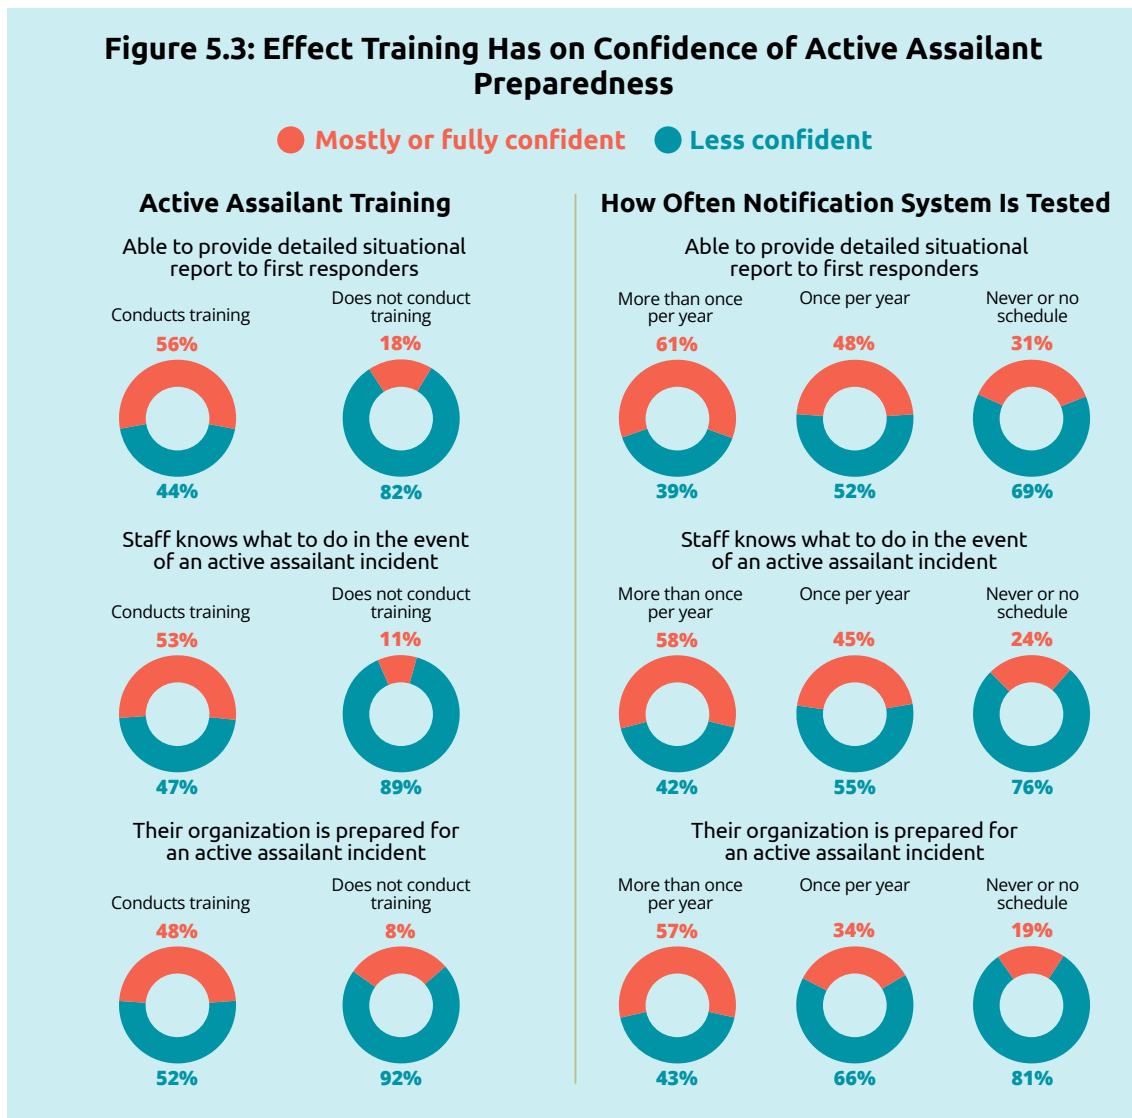 Figure 5.3: Effect Training Has on Confidence of Active Assailant
Preparedness
Mostly or fully confident
Less confident
Active Assailant Training
Able to provide detailed situational
report to first responders
Conducts training
56%
44%
Does not conduct
training
18%
82%
Staff knows what to do in the event
of an active assailant incident
Conducts training
53%
47%
Does not conduct
training
11%
89%
Their organization is prepared for
an active assailant incident
Conducts training
48%
52%
Does not conduct
training
8%
92%
How Often Notification System Is Tested
Able to provide detailed situational
report to first responders
More than once
per year
61%
39%
Once per year
48%
52%
Never or no
schedule
31%
69%
Staff knows what to do in the event
of an active assailant incident
More than once
per year
58%
42%
Once per year
45%
55%
Never or no
schedule
24%
76%
Their organization is prepared for
an active assailant incident
More than once
per year
57%
43%
Once per year
34%
66%
Never or no
schedule
19%
81%